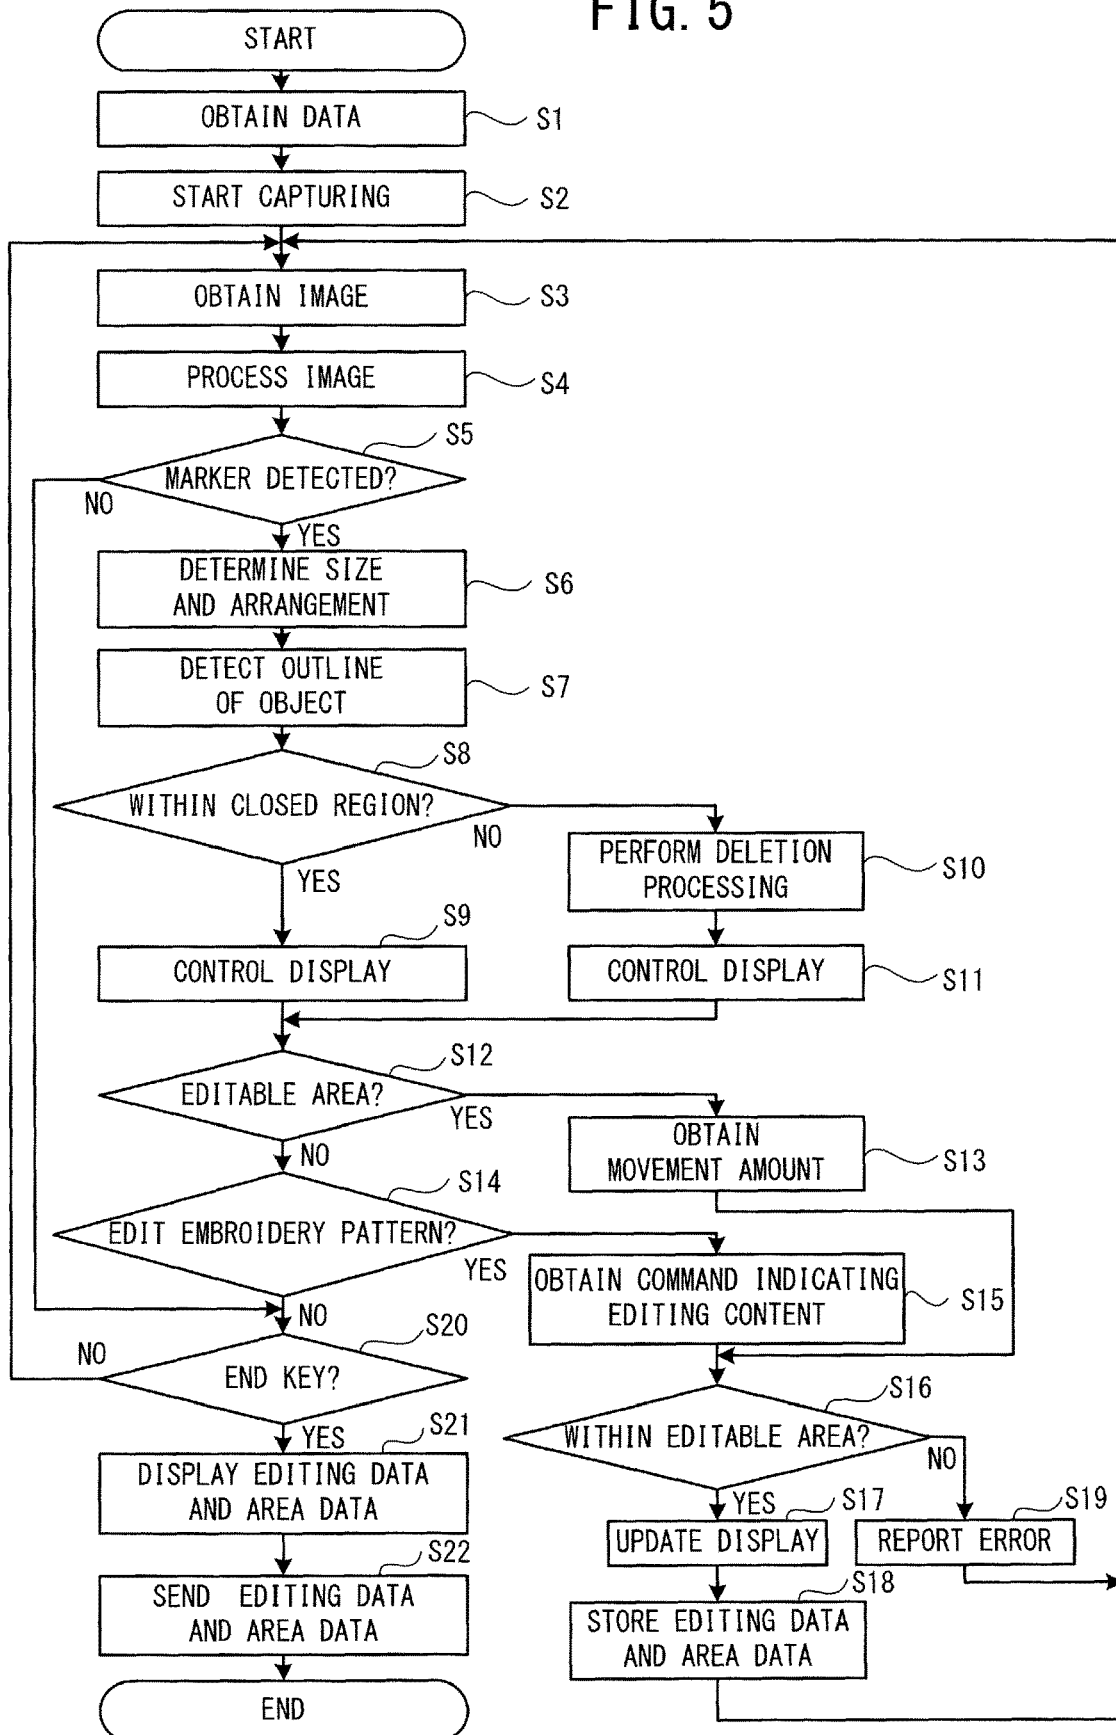 FIG. 5
START
OBTAIN DATA
S1
START CAPTURING
S2
OBTAIN IMAGE
S3
PROCESS IMAGE
S4
S5
MARKER DETECTED?
NO
YES
DETERMINE SIZE
AND ARRANGEMENT
S6
DETECT OUTLINE
OF OBJECT
S7
S8
WITHIN CLOSED REGION?
NO
YES
PERFORM DELETION
PROCESSING
S10
S9
CONTROL DISPLAY
CONTROL DISPLAY
S11
S12
EDITABLE AREA?
YES
NO
OBTAIN
MOVEMENT AMOUNT
S13
S14
EDIT EMBROIDERY PATTERN?
YES
NO
OBTAIN COMMAND INDICATING
EDITING CONTENT
S15
S20
NO
END KEY?
YES
S16
WITHIN EDITABLE AREA?
NO
YES
S21
DISPLAY EDITING DATA
AND AREA DATA
S17
UPDATE DISPLAY
S19
REPORT ERROR
S22
SEND EDITING DATA
AND AREA DATA
S18
STORE EDITING DATA
AND AREA DATA
END